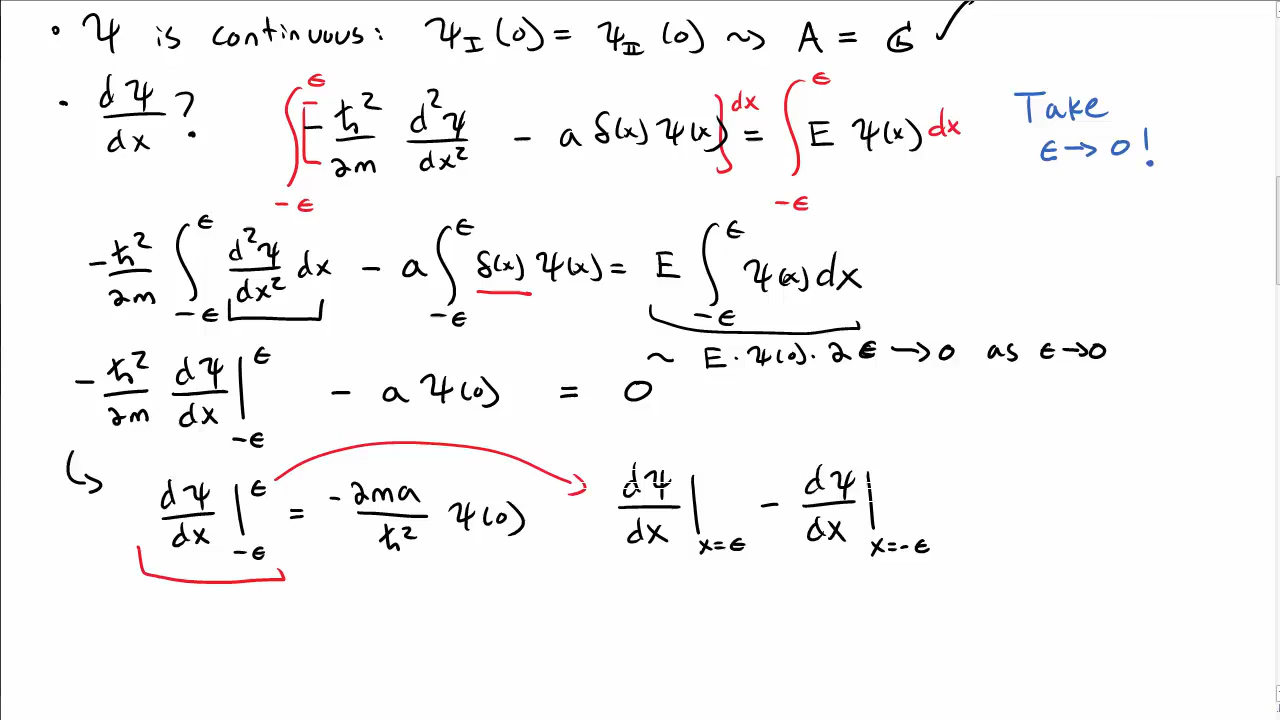 • Ψ is continuous: Ψ_I (0) = Ψ_II (0) ~> A = G ✓
• dΨ/dx ? ∫_{-ϵ}^{ϵ} [-ħ²/2m d²Ψ/dx² - a δ(x) Ψ(x)] dx = ∫_{-ϵ}^{ϵ} E Ψ(x) dx Take ϵ → 0!
-ħ²/2m ∫_{-ϵ}^{ϵ} d²Ψ/dx² dx - a ∫_{-ϵ}^{ϵ} δ(x) Ψ(x) = E ∫_{-ϵ}^{ϵ} Ψ(x) dx
~ E · Ψ(0) · 2ϵ → 0 as ϵ → 0
-ħ²/2m dΨ/dx |_{-ϵ}^{ϵ} - a Ψ(0) = 0
↳ dΨ/dx |_{-ϵ}^{ϵ} = -2ma/ħ² Ψ(0) dΨ/dx |_{x=ϵ} - dΨ/dx |_{x=-ϵ}